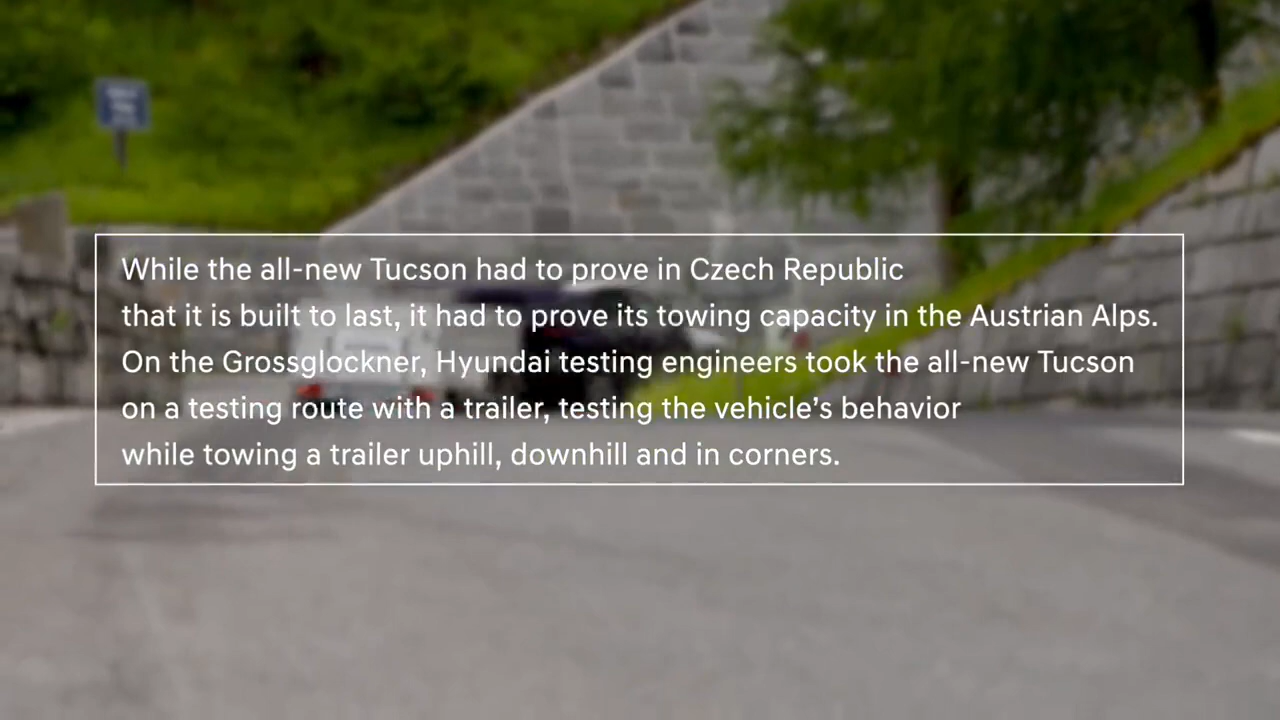 While the all-new Tucson had to prove in Czech Republic
that it is built to last, it had to prove its towing capacity in the Austrian Alps.
On the Grossglockner, Hyundai testing engineers took the all-new Tucson
on a testing route with a trailer, testing the vehicle’s behavior
while towing a trailer uphill, downhill and in corners.